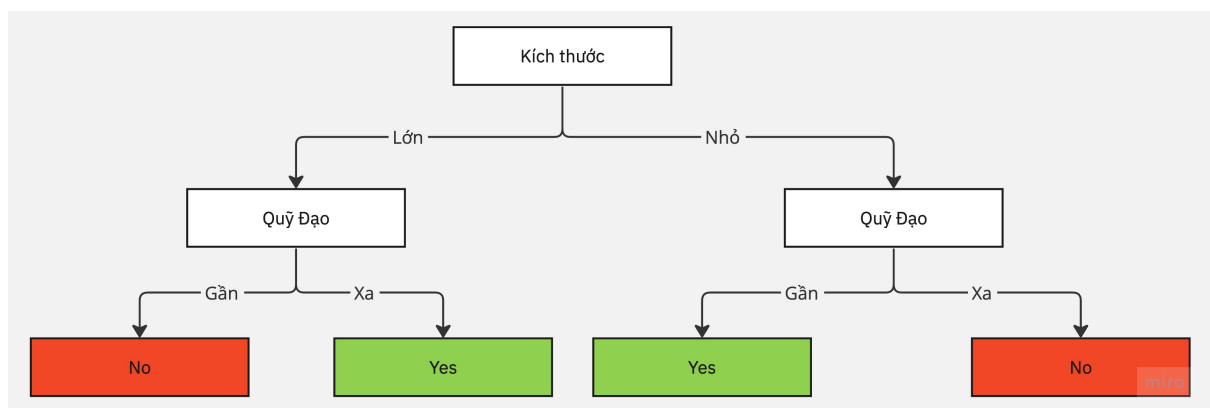 Kích thước
Lớn
Nhỏ
Quỹ Đạo
Quỹ Đạo
Gần
Xa
Gần
Xa
No
Yes
Yes
No
miro